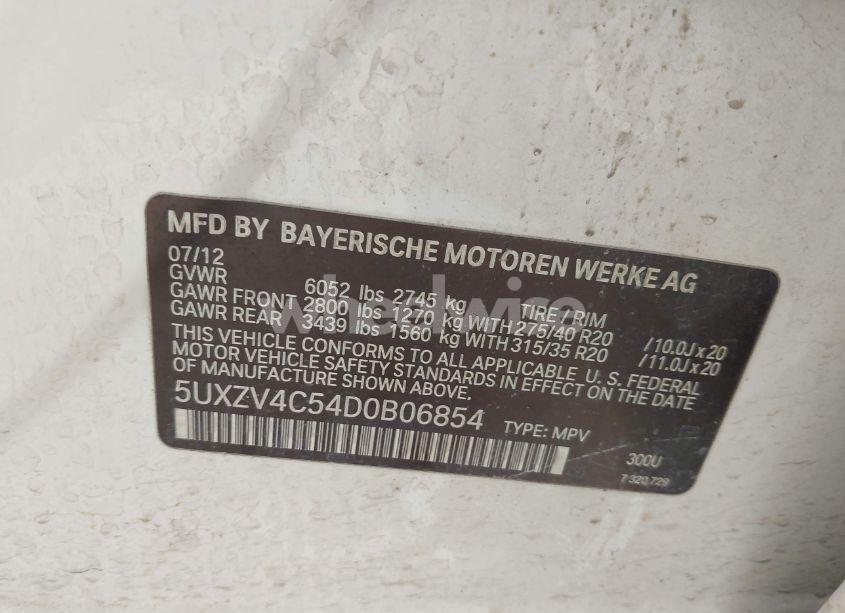 MFD BY BAYERISCHE MOTOREN WERKE AG
07/12
GVWR 6052 lbs 2745 kg TIRE / RIM
GAWR FRONT 2800 lbs 1270 kg WITH 275/40 R20 /10.0J x 20
GAWR REAR 3439 lbs 1560 kg WITH 315/35 R20 /11.0J x 20
THIS VEHICLE CONFORMS TO ALL APPLICABLE U. S. FEDERAL
MOTOR VEHICLE SAFETY STANDARDS IN EFFECT ON THE DATE
OF MANUFACTURE SHOWN ABOVE.
5UXZV4C54D0B06854 TYPE: MPV
300U
7 320 729
wheelwise